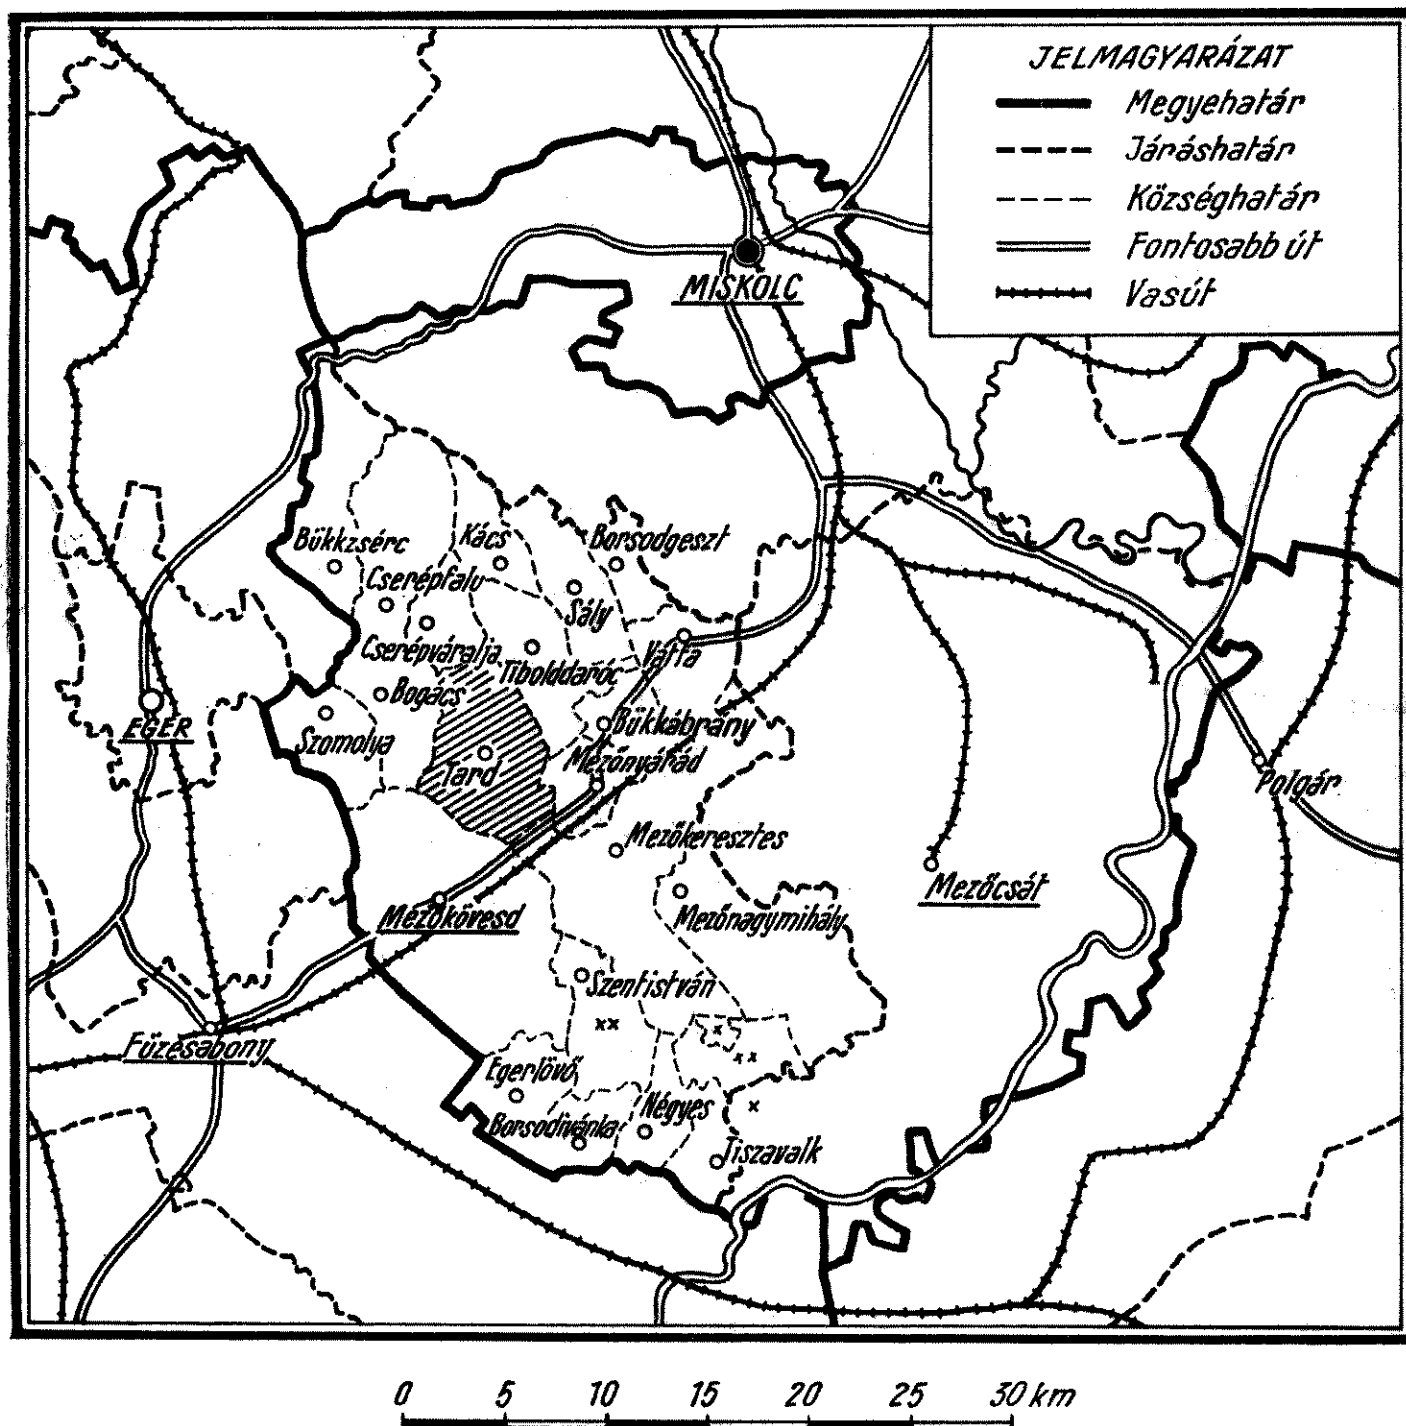 JELMAGYARÁZAT
Megyehatár
Járáshatár
Községhatár
Fontosabb út
Vasút
MISKOLC
Bükkzsérc
Kács
Borsodgeszt
Cserépfalu
Sály
Cserépváralja
Tibolddaróc
Vatta
Bogács
EGER
Szomolya
Bükkábrány
Tard
Mezőnyárád
Polgár
Mezőkeresztes
Mezőcsát
Mezőkövesd
Mezőnagymihály
Szentistván
xx
x
xx
Füzesabony
Egerlövő
Négyes
x
Borsodivánka
Tiszavalk
0 5 10 15 20 25 30 km